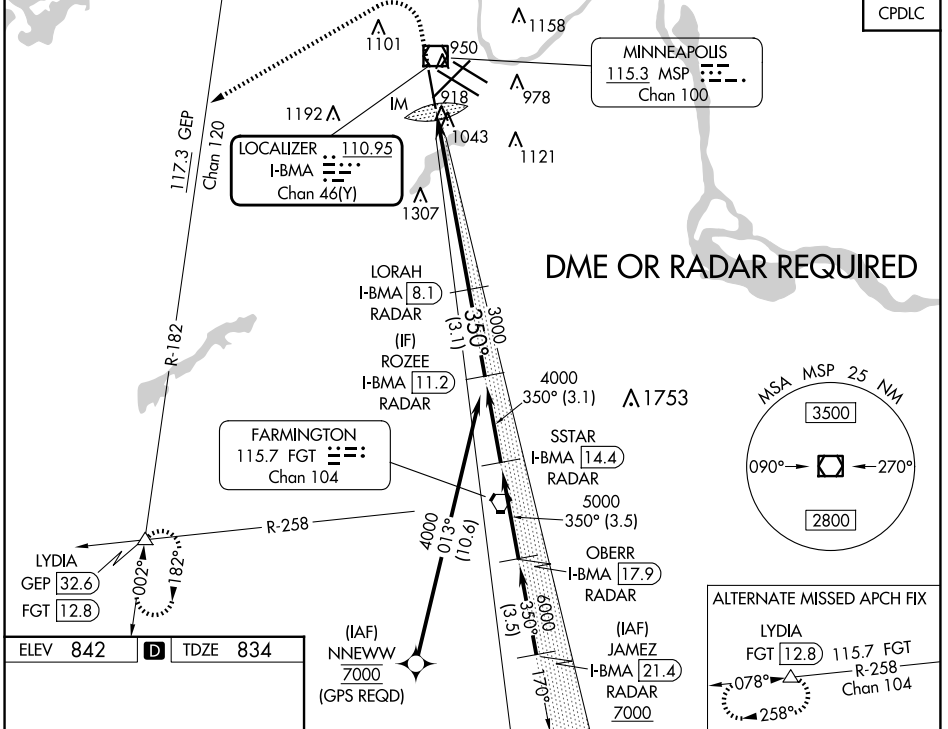 CPDLC
1101
1158
950
MINNEAPOLIS
115.3 MSP
Chan 100
117.3 GEP
Chan 120
1192
IM
918
978
1043
1121
LOCALIZER 110.95
I-BMA
Chan 46(Y)
1307
DME OR RADAR REQUIRED
LORAH
I-BMA 8.1
RADAR
350°
(3.1)
3000
(IF)
ROZEE
I-BMA 11.2
RADAR
R-182
4000
350° (3.1)
1753
MSA MSP 25 NM
3500
090°
270°
2800
FARMINGTON
115.7 FGT
Chan 104
SSTAR
I-BMA 14.4
RADAR
5000
350° (3.5)
R-258
4000
013°
(10.6)
OBERR
I-BMA 17.9
RADAR
LYDIA
GEP 32.6
FGT 12.8
002°
182°
6000
350°
(3.5)
170°
(IAF)
JAMEZ
I-BMA 21.4
RADAR
7000
(IAF)
NNEWW
7000
(GPS REQD)
ELEV 842 D TDZE 834
ALTERNATE MISSED APCH FIX
LYDIA
FGT 12.8 115.7 FGT
R-258
Chan 104
078°
258°